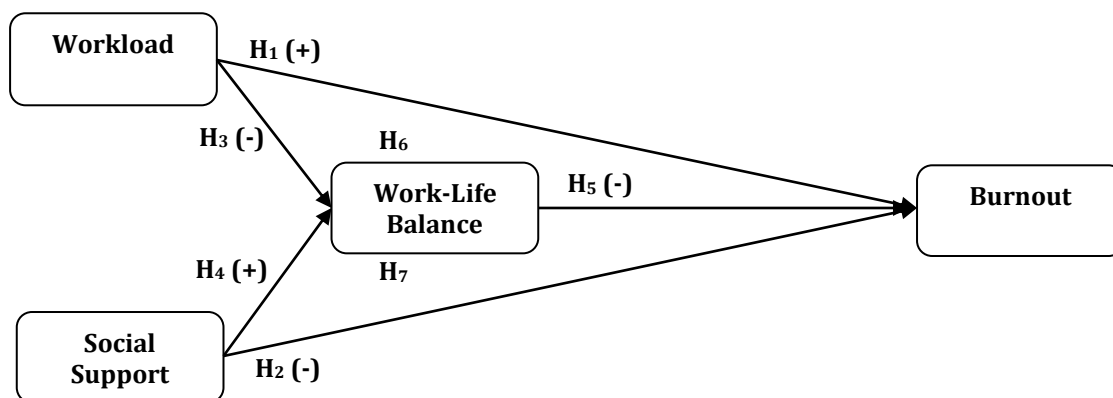 Workload
H₁ (+)
H₃ (-)
H₆
Work-Life
Balance
H₅ (-)
Burnout
H₄ (+)
H₇
Social
Support
H₂ (-)